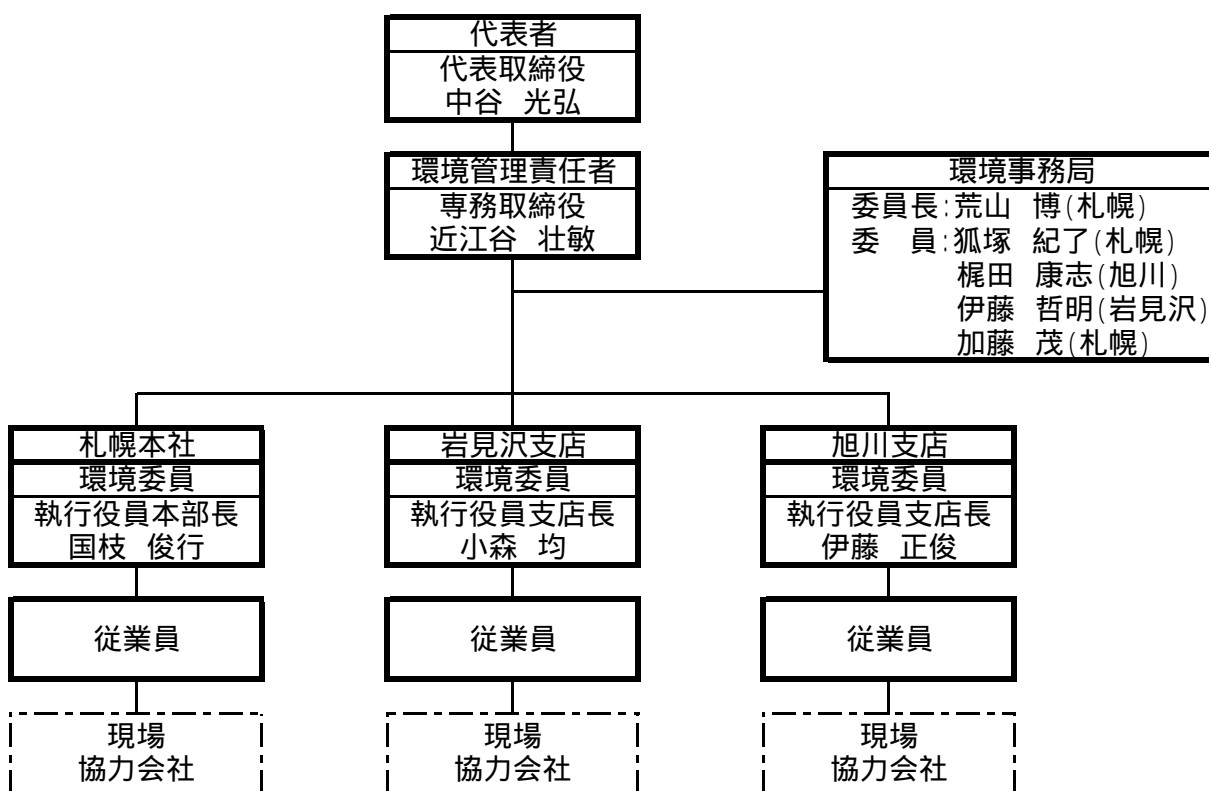 代表者
代表取締役
中谷 光弘
環境管理責任者
専務取締役
近江谷 壮敏
環境事務局
委員長:荒山 博(札幌)
委 員:狐塚 紀了(札幌)
梶田 康志(旭川)
伊藤 哲明(岩見沢)
加藤 茂(札幌)
札幌本社
環境委員
執行役員本部長
国枝 俊行
岩見沢支店
環境委員
執行役員支店長
小森 均
旭川支店
環境委員
執行役員支店長
伊藤 正俊
従業員
従業員
従業員
現場
協力会社
現場
協力会社
現場
協力会社